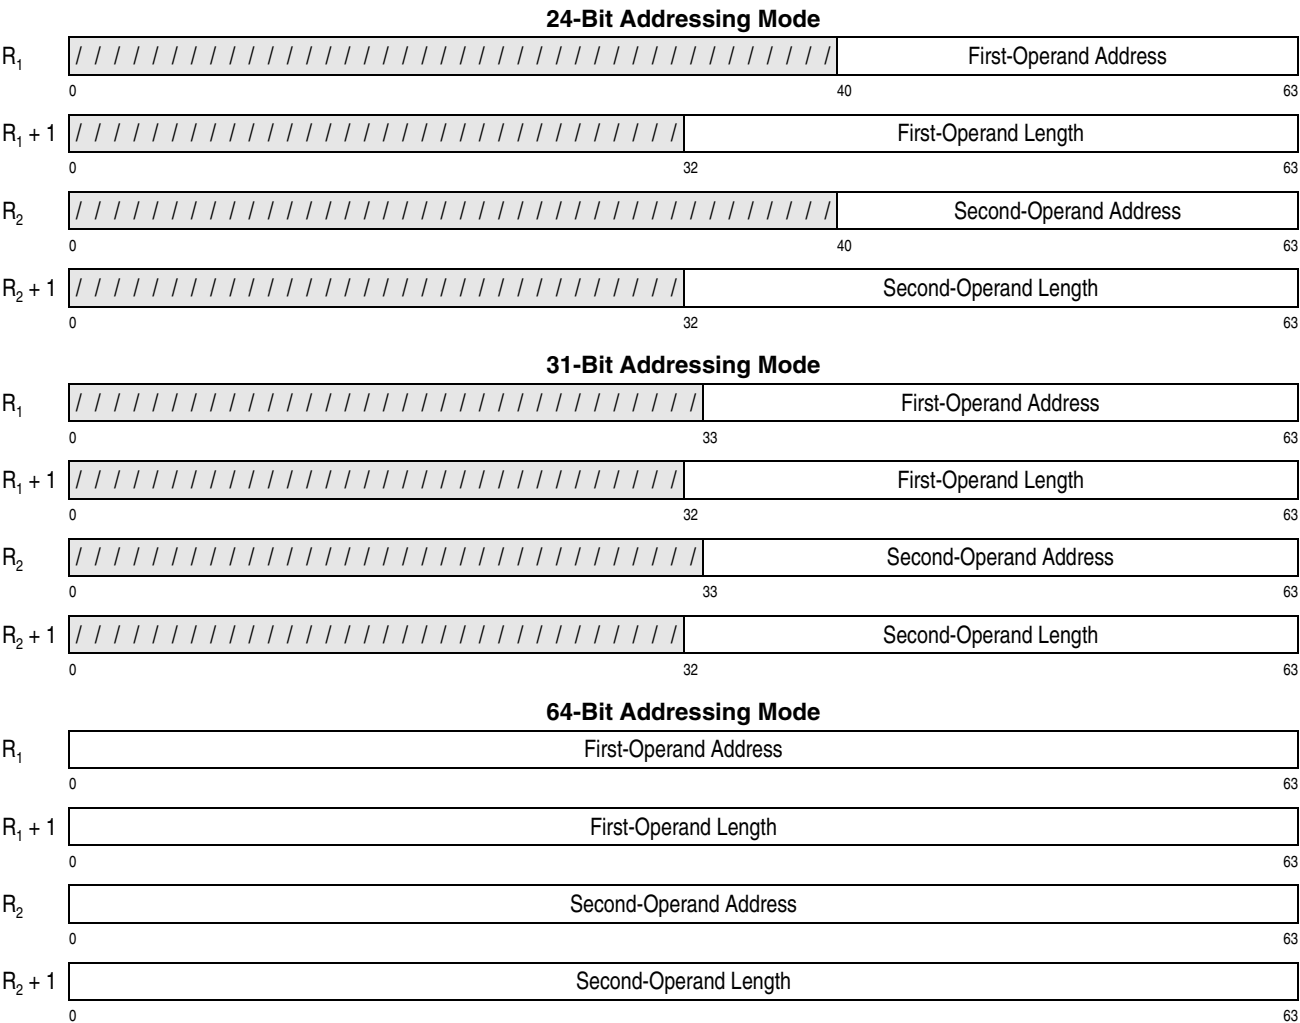 24-Bit Addressing Mode
R1 / / / / / / / / / / / / / / / / / / / / / / / / / / / / / / / / / / / / / / / / First-Operand Address
0 40 63
R1 + 1 / / / / / / / / / / / / / / / / / / / / / / / / / / / / / / / / First-Operand Length
0 32 63
R2 / / / / / / / / / / / / / / / / / / / / / / / / / / / / / / / / / / / / / / / / Second-Operand Address
0 40 63
R2 + 1 / / / / / / / / / / / / / / / / / / / / / / / / / / / / / / / / Second-Operand Length
0 32 63
31-Bit Addressing Mode
R1 / / / / / / / / / / / / / / / / / / / / / / / / / / / / / / / / / First-Operand Address
0 33 63
R1 + 1 / / / / / / / / / / / / / / / / / / / / / / / / / / / / / / / / First-Operand Length
0 32 63
R2 / / / / / / / / / / / / / / / / / / / / / / / / / / / / / / / / / Second-Operand Address
0 33 63
R2 + 1 / / / / / / / / / / / / / / / / / / / / / / / / / / / / / / / / Second-Operand Length
0 32 63
64-Bit Addressing Mode
R1 First-Operand Address
0 63
R1 + 1 First-Operand Length
0 63
R2 Second-Operand Address
0 63
R2 + 1 Second-Operand Length
0 63